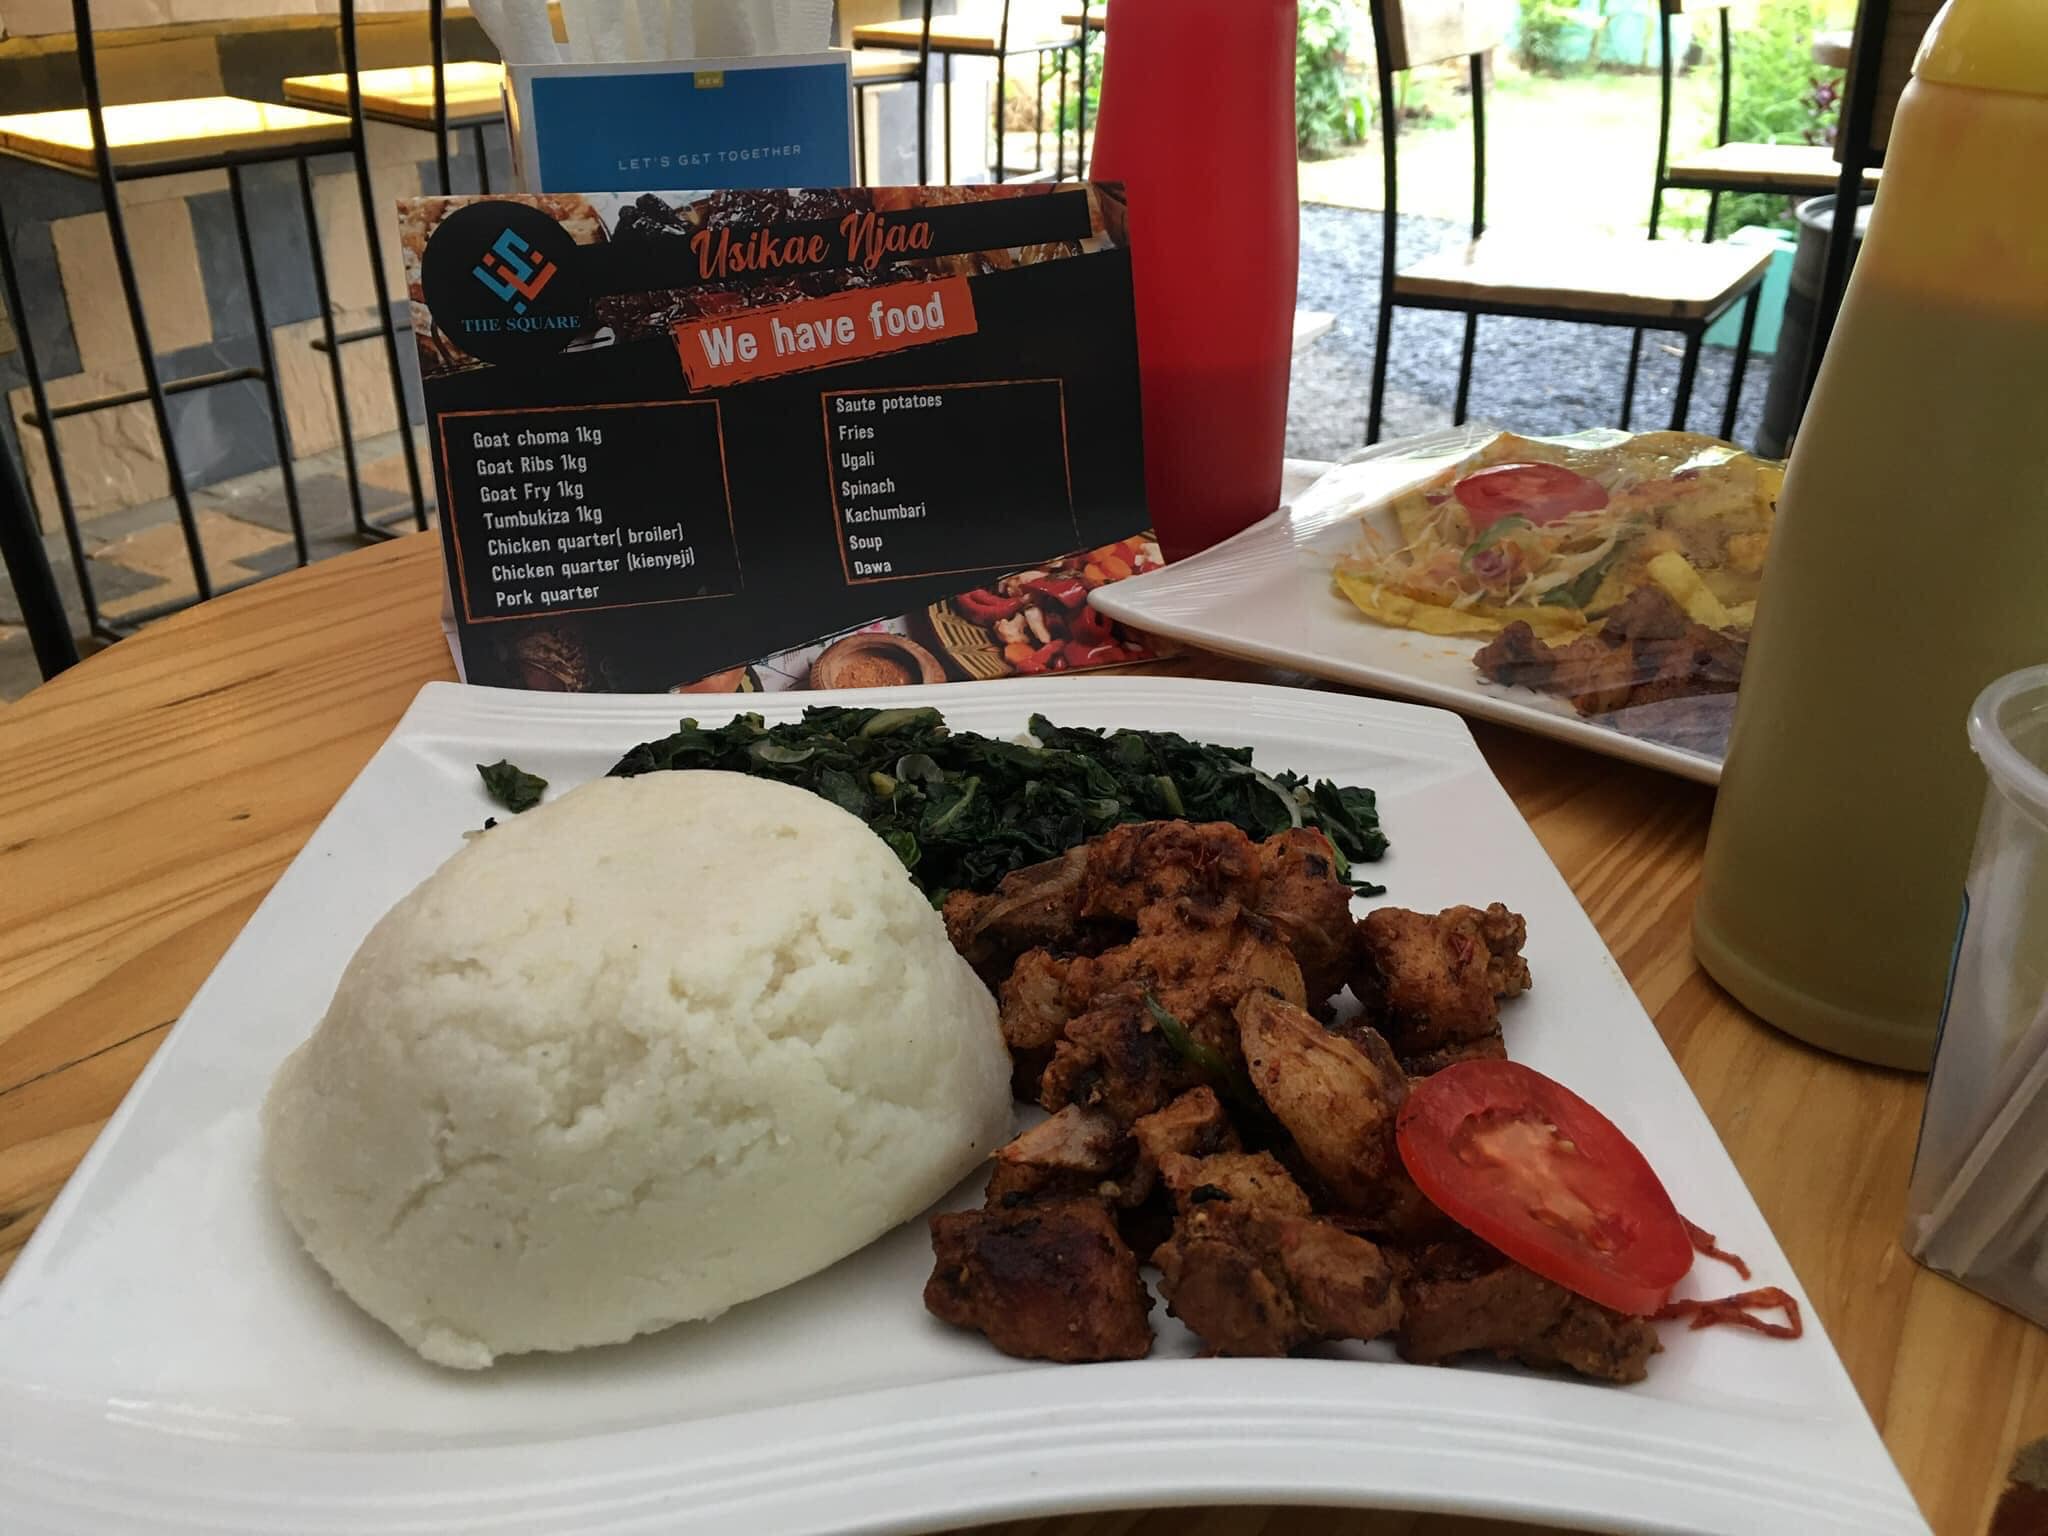 NEW
LET'S G&T TOGETHER
Usikae Njaa
THE SQUARE
We have food
Goat choma 1kg
Goat Ribs 1kg
Goat Fry 1kg
Tumbukiza 1kg
Chicken quarter( broiler)
Chicken quarter (kienyeji)
Pork quarter
Saute potatoes
Fries
Ugali
Spinach
Kachumbari
Soup
Dawa